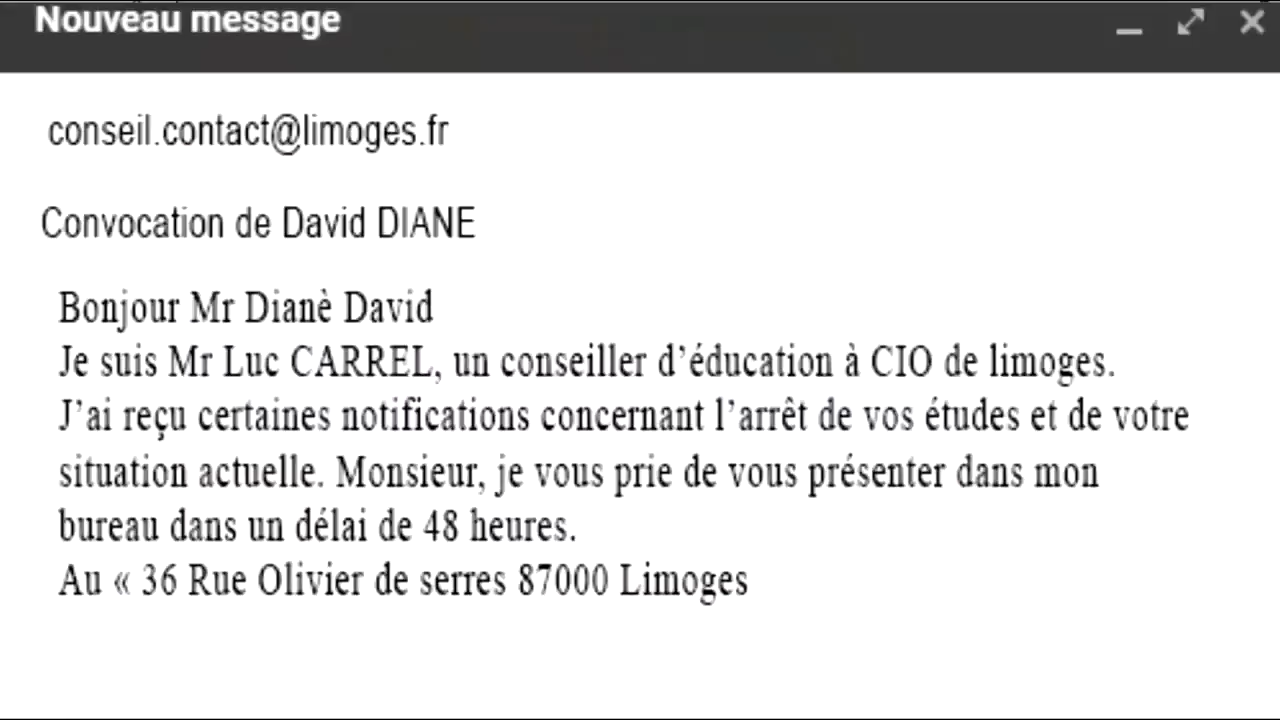 Nouveau message
conseil.contact@limoges.fr
Convocation de David DIANE
Bonjour Mr Dianè David
Je suis Mr Luc CARREL, un conseiller d’éducation à CIO de limoges.
J’ai reçu certaines notifications concernant l’arrêt de vos études et de votre
situation actuelle. Monsieur, je vous prie de vous présenter dans mon
bureau dans un délai de 48 heures.
Au « 36 Rue Olivier de serres 87000 Limoges